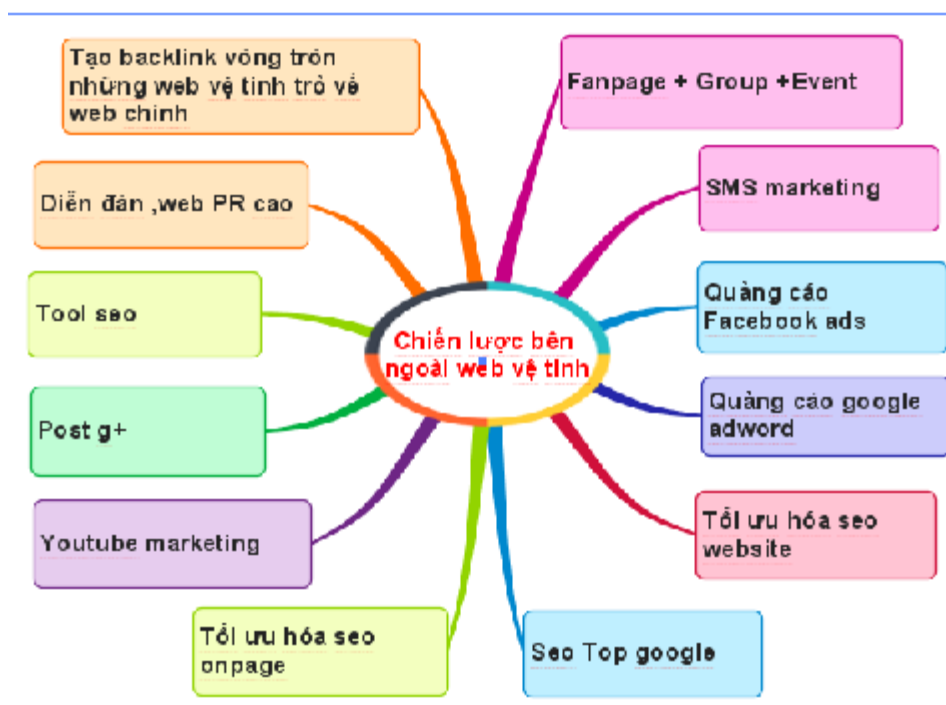 Tạo backlink vòng tròn
những web vệ tinh trỏ về
web chính
Fanpage + Group +Event
Diễn đàn ,web PR cao
SMS marketing
Tool seo
Quảng cáo
Facebook ads
Chiến lược bên
ngoài web vệ tinh
Post g+
Quảng cáo google
adword
Youtube marketing
Tối ưu hóa seo
website
Tối ưu hóa seo
onpage
Seo Top google